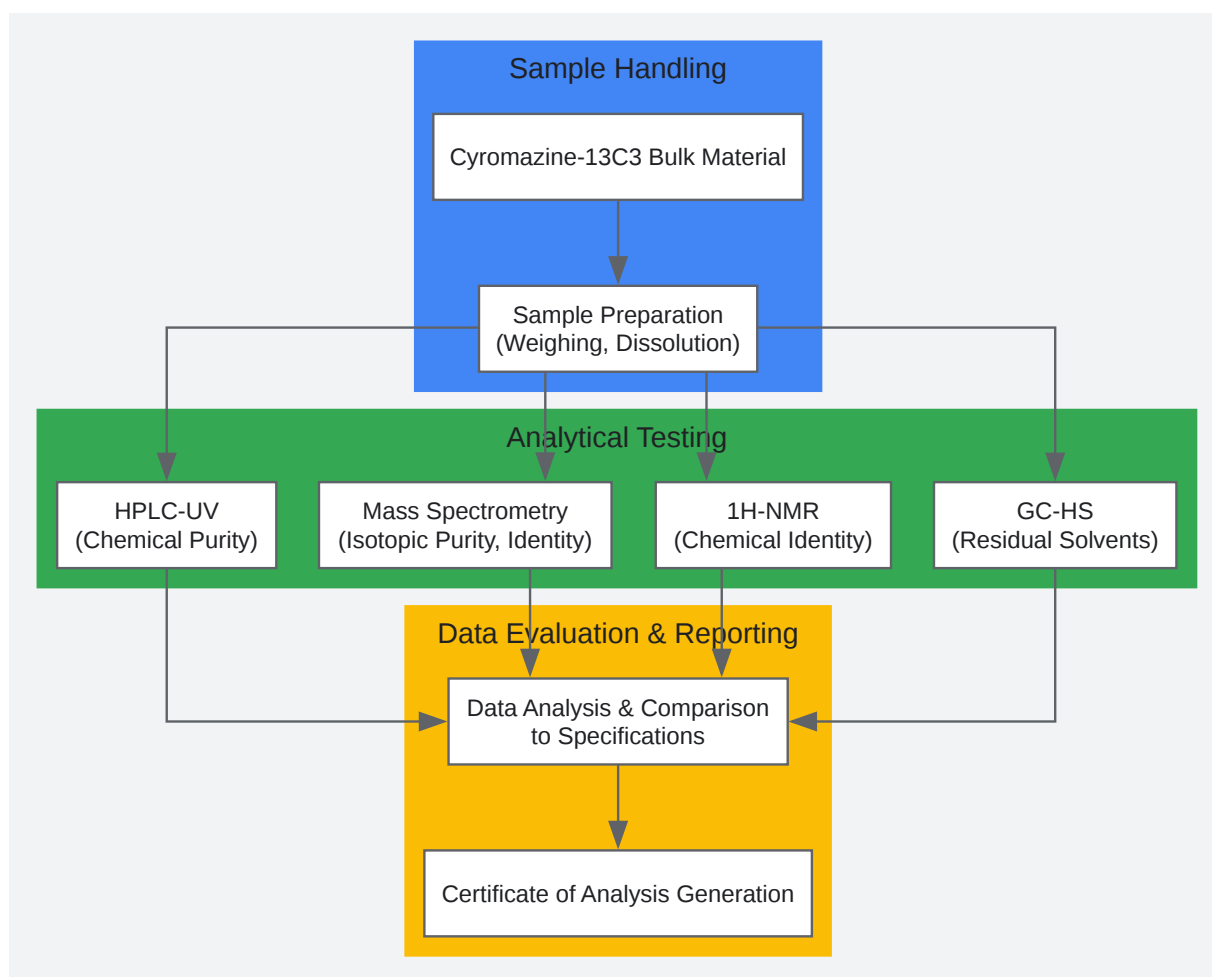 Sample Handling
Cyromazine-13C3 Bulk Material
Sample Preparation
(Weighing, Dissolution)
Analytical Testing
HPLC-UV
(Chemical Purity)
Mass Spectrometry
(Isotopic Purity, Identity)
1H-NMR
(Chemical Identity)
GC-HS
(Residual Solvents)
Data Evaluation & Reporting
Data Analysis & Comparison
to Specifications
Certificate of Analysis Generation